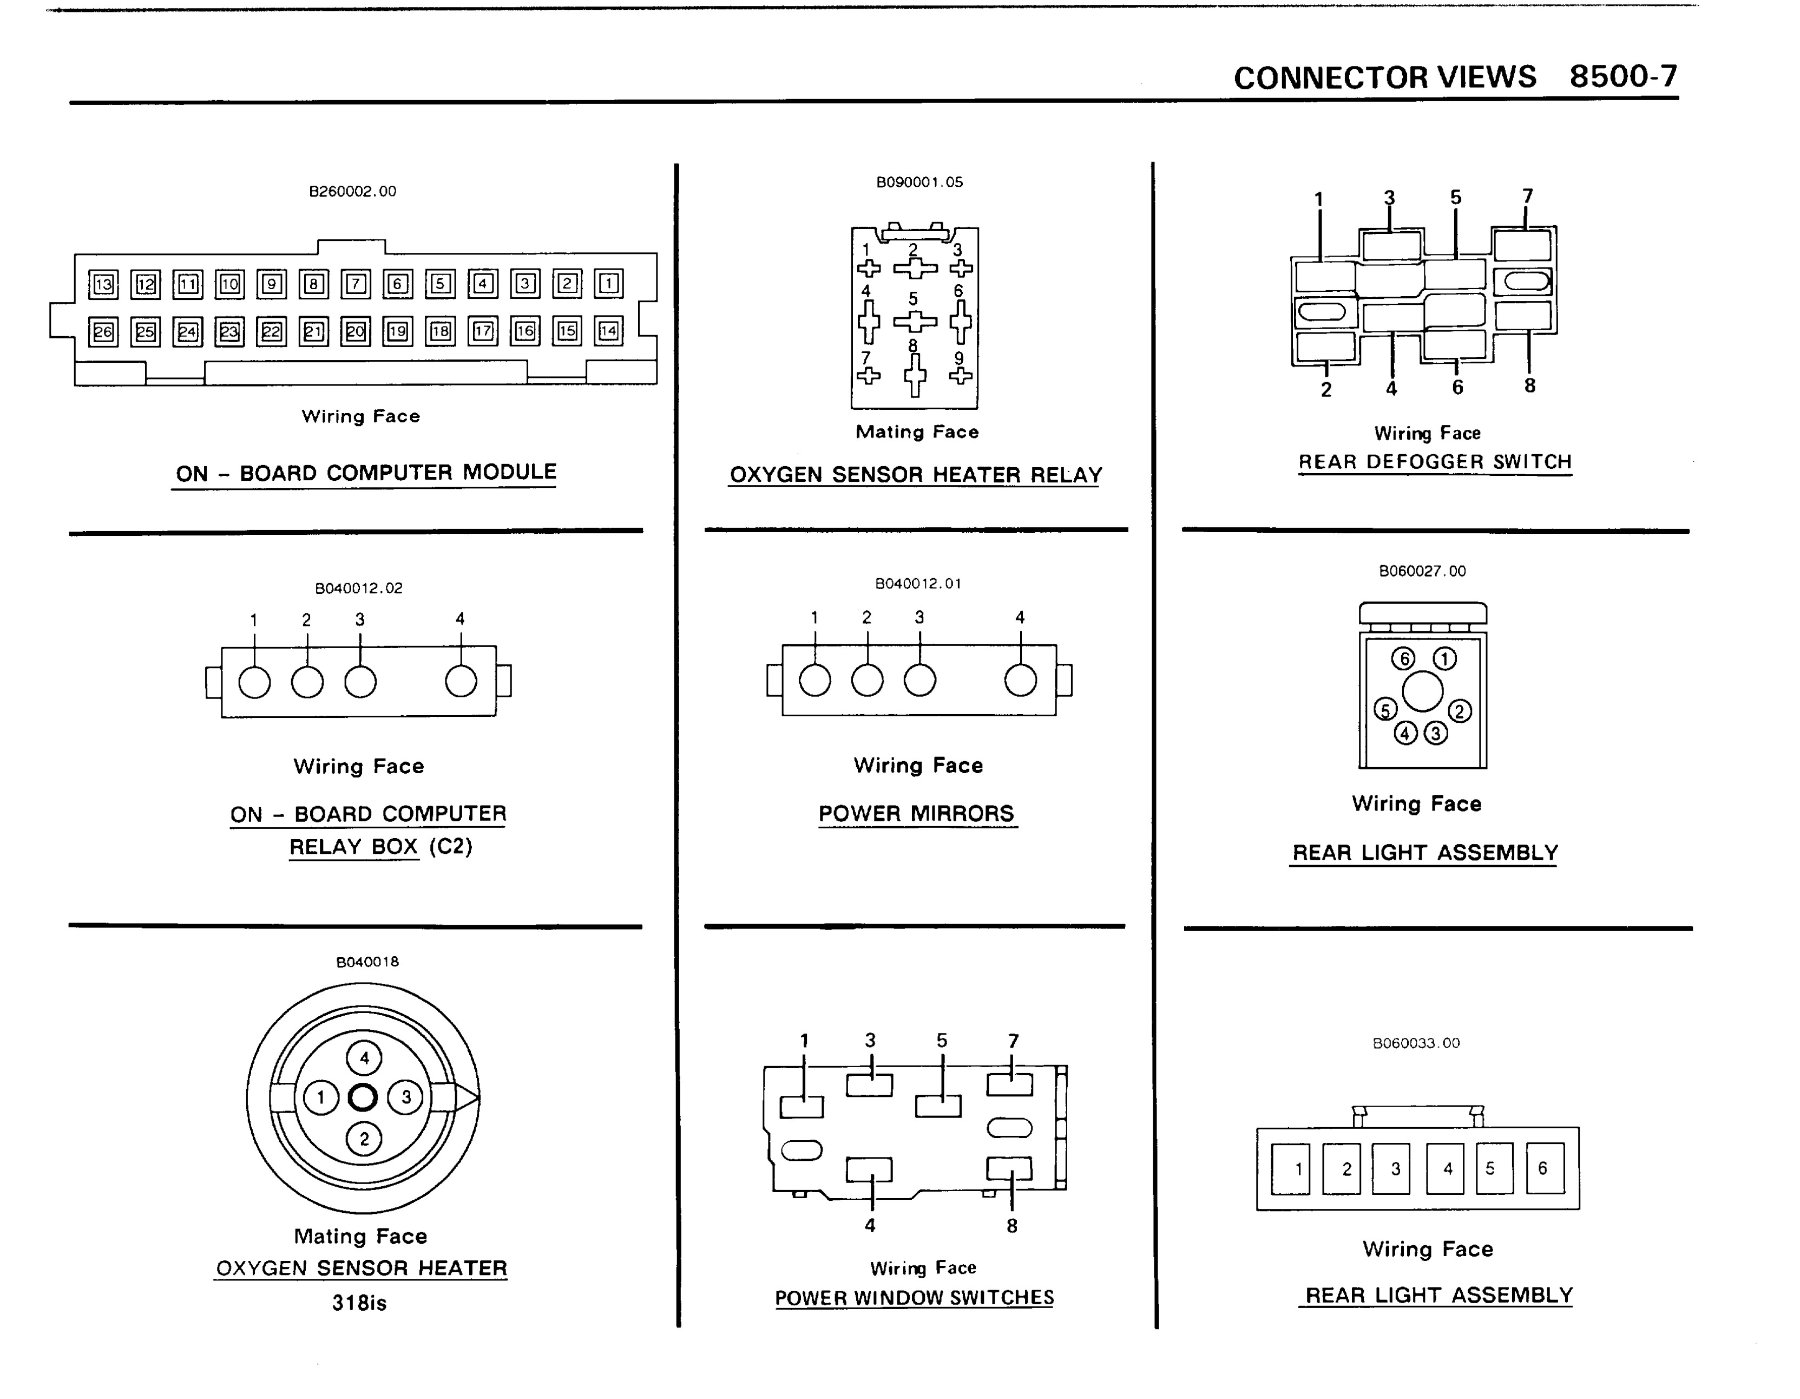 CONNECTOR VIEWS 8500-7
B260002.00
13 12 11 10 9 8 7 6 5 4 3 2 1
26 25 24 23 22 21 20 19 18 17 16 15 14
Wiring Face
ON - BOARD COMPUTER MODULE
B090001.05
1 2 3
4 5 6
7 8 9
Mating Face
OXYGEN SENSOR HEATER RELAY
1 3 5 7
2 4 6 8
Wiring Face
REAR DEFOGGER SWITCH
B040012.02
1 2 3 4
Wiring Face
ON - BOARD COMPUTER
RELAY BOX (C2)
B040012.01
1 2 3 4
Wiring Face
POWER MIRRORS
B060027.00
6 1
5 2
4 3
Wiring Face
REAR LIGHT ASSEMBLY
B040018
4
1 3
2
Mating Face
OXYGEN SENSOR HEATER
318is
1 3 5 7
4 8
Wiring Face
POWER WINDOW SWITCHES
B060033.00
1 2 3 4 5 6
Wiring Face
REAR LIGHT ASSEMBLY